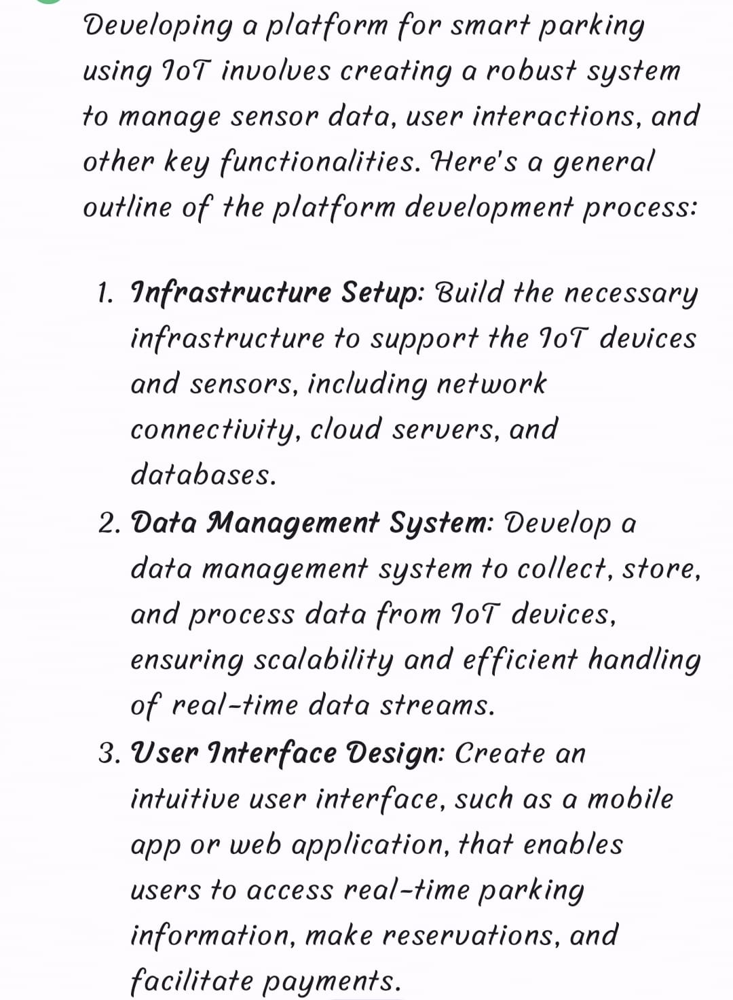 Developing a platform for smart parking
using IoT involves creating a robust system
to manage sensor data, user interactions, and
other key functionalities. Here's a general
outline of the platform development process:
1. Infrastructure Setup: Build the necessary
infrastructure to support the IoT devices
and sensors, including network
connectivity, cloud servers, and
databases.
2. Data Management System: Develop a
data management system to collect, store,
and process data from IoT devices,
ensuring scalability and efficient handling
of real-time data streams.
3. User Interface Design: Create an
intuitive user interface, such as a mobile
app or web application, that enables
users to access real-time parking
information, make reservations, and
facilitate payments.